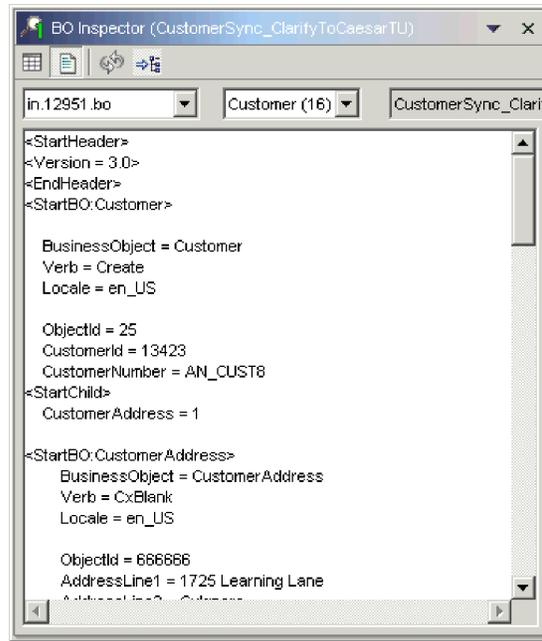 BO Inspector (CustomerSync_ClarifyToCaesarTU)
in.12951.bo Customer (16) CustomerSync_Clari
<StartHeader>
<Version = 3.0>
<EndHeader>
<StartBO:Customer>
BusinessObject = Customer
Verb = Create
Locale = en_US
ObjectId = 25
CustomerId = 13423
CustomerNumber = AN_CUST8
<StartChild>
CustomerAddress = 1
<StartBO:CustomerAddress>
BusinessObject = CustomerAddress
Verb = CxBlank
Locale = en_US
ObjectId = 666666
AddressLine1 = 1725 Learning Lane